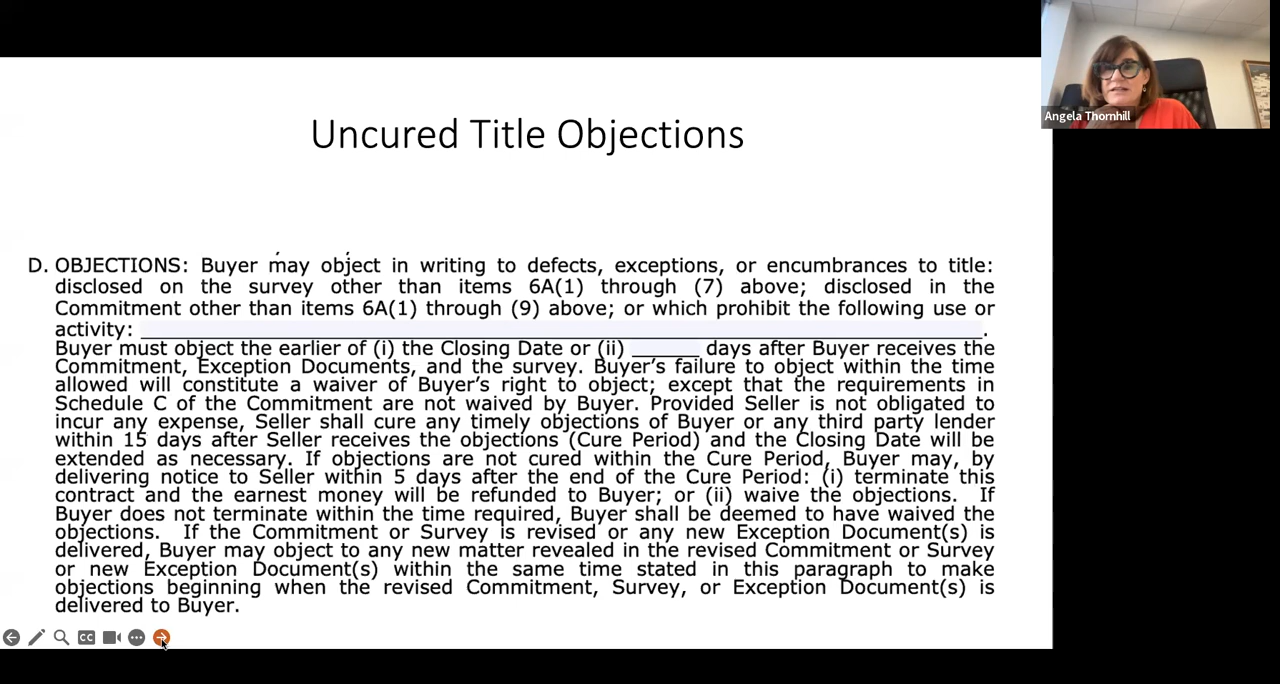 Angela Thornhill
Uncured Title Objections
D. OBJECTIONS: Buyer may object in writing to defects, exceptions, or encumbrances to title:
disclosed on the survey other than items 6A(1) through (7) above; disclosed in the
Commitment other than items 6A(1) through (9) above; or which prohibit the following use or
activity: ______.
Buyer must object the earlier of (i) the Closing Date or (ii) ______ days after Buyer receives the
Commitment, Exception Documents, and the survey. Buyer's failure to object within the time
allowed will constitute a waiver of Buyer's right to object; except that the requirements in
Schedule C of the Commitment are not waived by Buyer. Provided Seller is not obligated to
incur any expense, Seller shall cure any timely objections of Buyer or any third party lender
within 15 days after Seller receives the objections (Cure Period) and the Closing Date will be
extended as necessary. If objections are not cured within the Cure Period, Buyer may, by
delivering notice to Seller within 5 days after the end of the Cure Period: (i) terminate this
contract and the earnest money will be refunded to Buyer; or (ii) waive the objections. If
Buyer does not terminate within the time required, Buyer shall be deemed to have waived the
objections. If the Commitment or Survey is revised or any new Exception Document(s) is
delivered, Buyer may object to any new matter revealed in the revised Commitment or Survey
or new Exception Document(s) within the same time stated in this paragraph to make
objections beginning when the revised Commitment, Survey, or Exception Document(s) is
delivered to Buyer.
CC